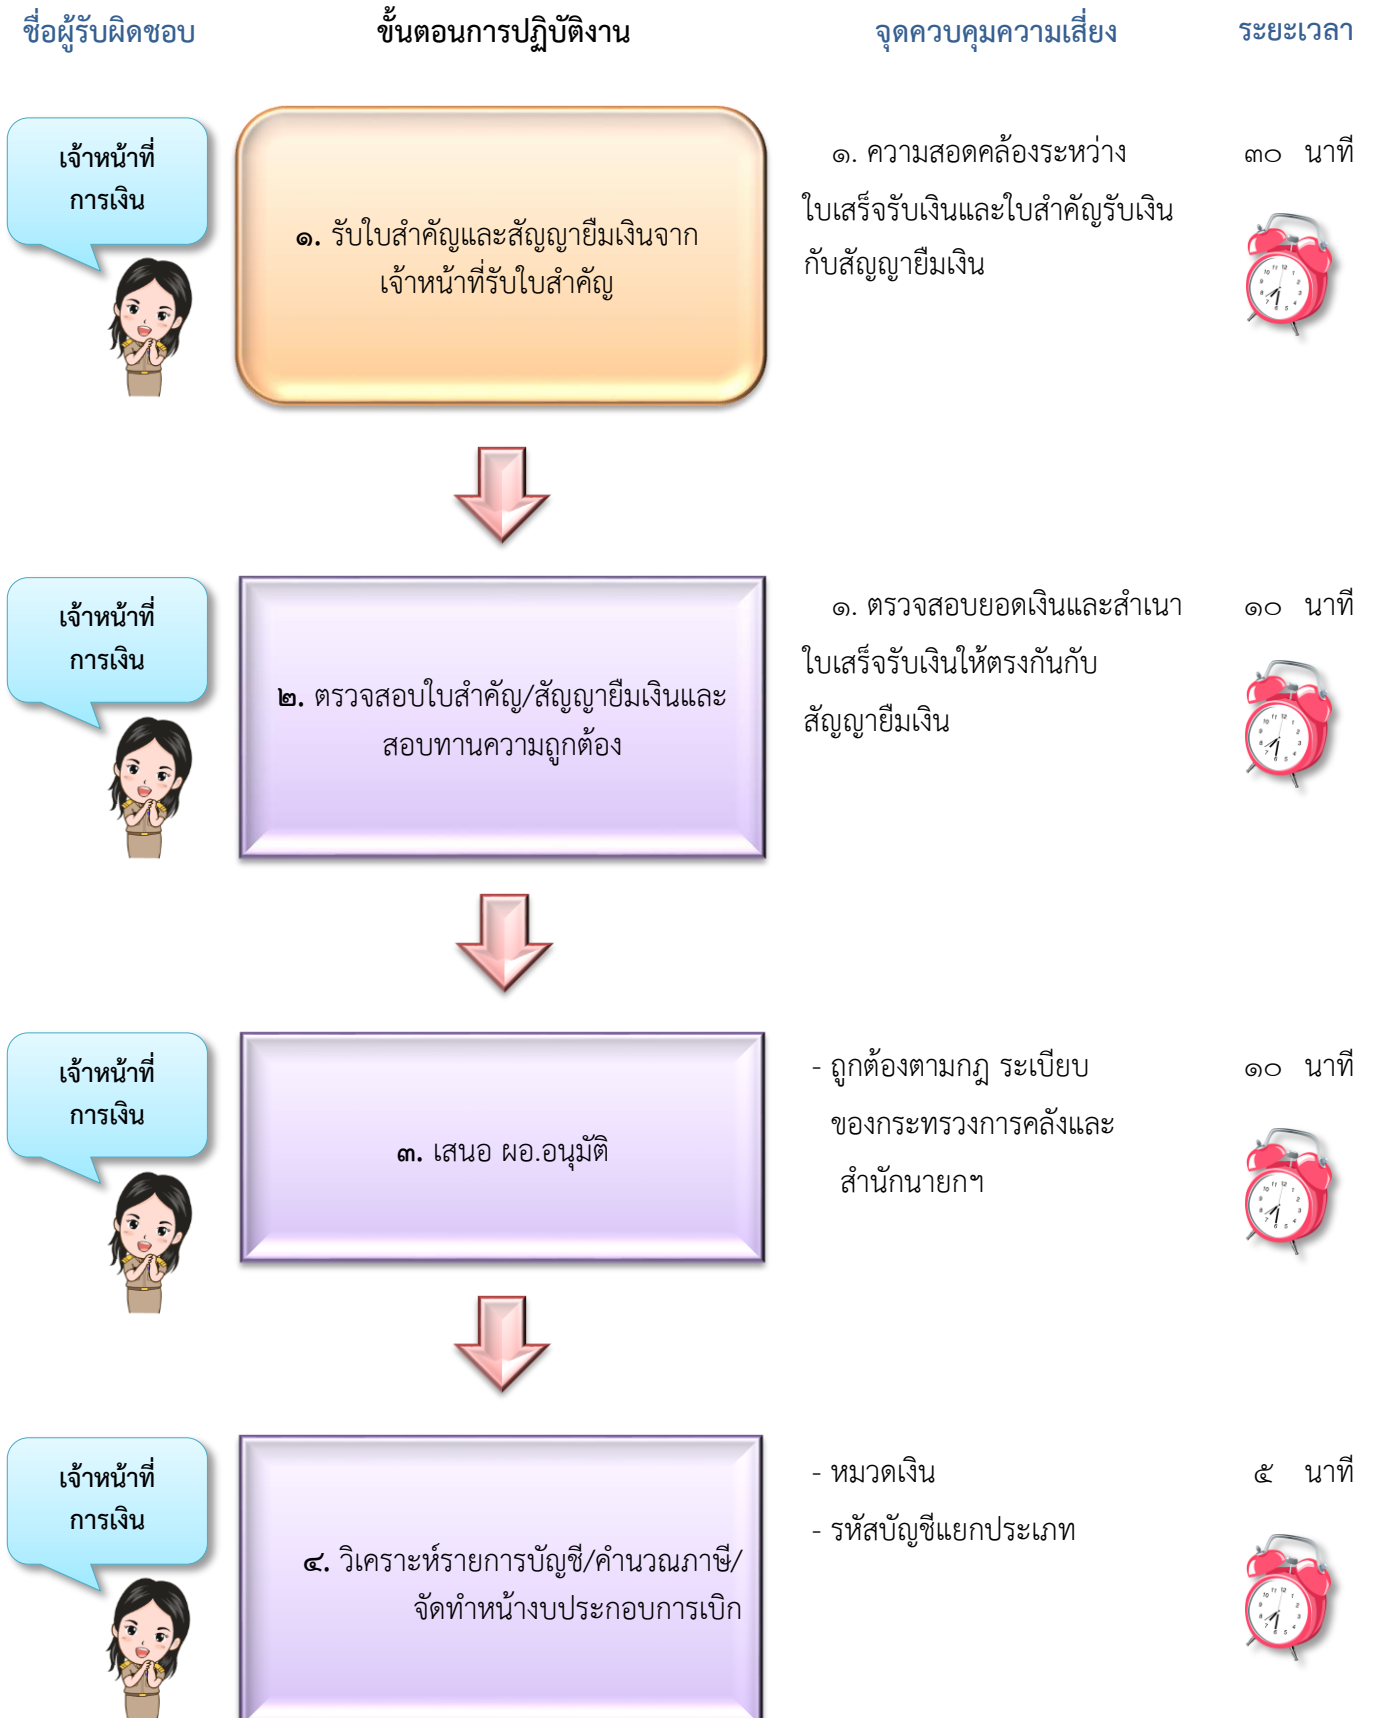 ชื่อผู้รับผิดชอบ ขั้นตอนการปฏิบัติงาน จุดควบคุมความเสี่ยง ระยะเวลา
เจ้าหน้าที่
การเงิน
๑. รับใบสำคัญและสัญญายืมเงินจาก
เจ้าหน้าที่รับใบสำคัญ
๑. ความสอดคล้องระหว่าง
ใบเสร็จรับเงินและใบสำคัญรับเงิน
กับสัญญายืมเงิน
๓๐ นาที
เจ้าหน้าที่
การเงิน
๒. ตรวจสอบใบสำคัญ/สัญญายืมเงินและ
สอบทานความถูกต้อง
๑. ตรวจสอบยอดเงินและสำเนา
ใบเสร็จรับเงินให้ตรงกันกับ
สัญญายืมเงิน
๑๐ นาที
เจ้าหน้าที่
การเงิน
๓. เสนอ ผอ.อนุมัติ
- ถูกต้องตามกฎ ระเบียบ
ของกระทรวงการคลังและ
สำนักนายกฯ
๑๐ นาที
เจ้าหน้าที่
การเงิน
๔. วิเคราะห์รายการบัญชี/คำนวณภาษี/
จัดทำหน้างบประกอบการเบิก
- หมวดเงิน
- รหัสบัญชีแยกประเภท
๕ นาที